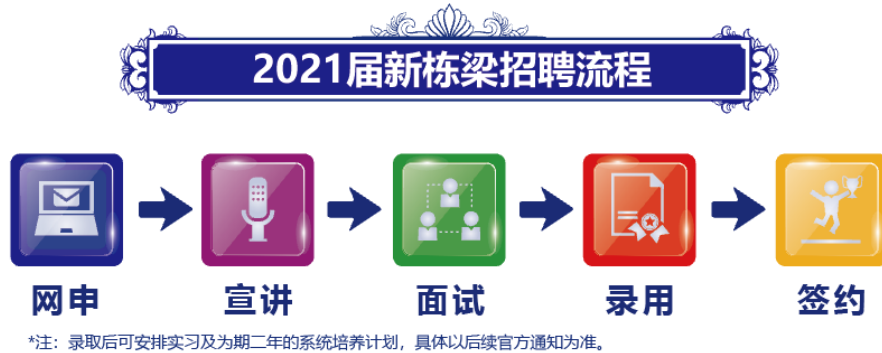 2021届新栋梁招聘流程
网申 宣讲 面试 录用 签约
*注：录取后可安排实习及为期二年的系统培养计划，具体以后续官方通知为准。